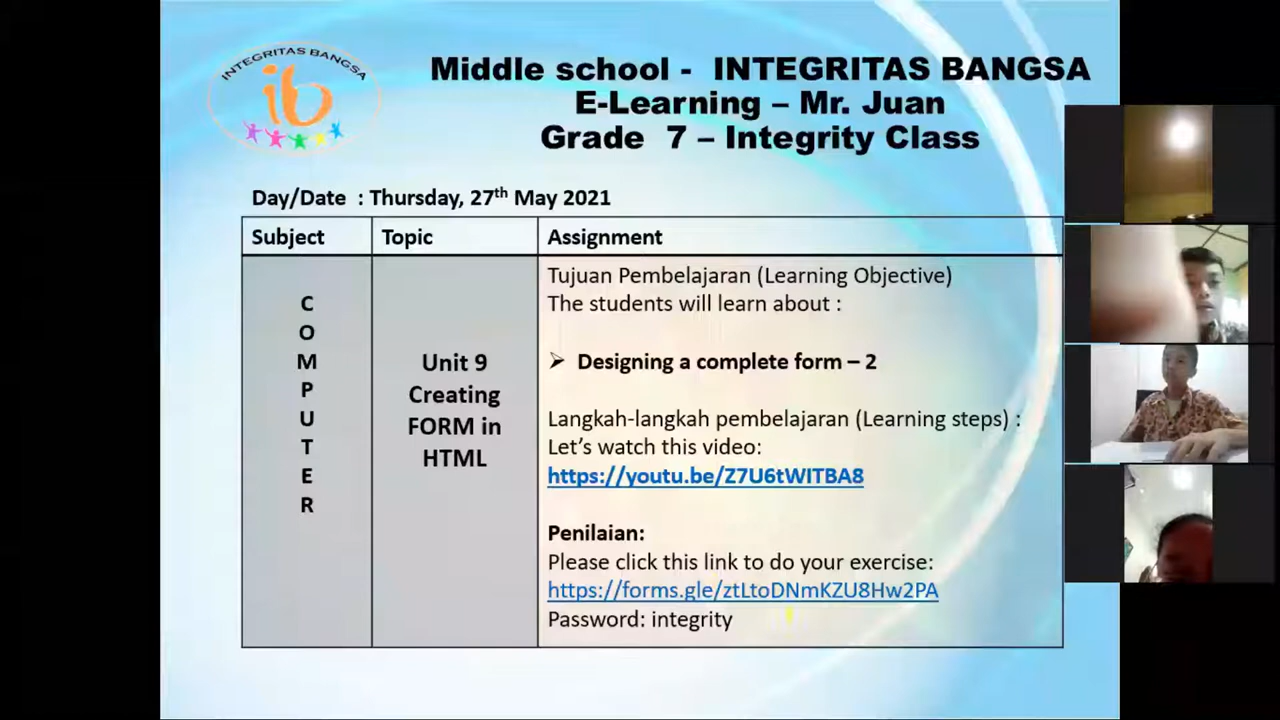 INTEGRITAS BANGSA
ib
Middle school - INTEGRITAS BANGSA
E-Learning – Mr. Juan
Grade 7 – Integrity Class
Day/Date : Thursday, 27th May 2021
Subject
Topic
Assignment
C
O
M
P
U
T
E
R
Unit 9
Creating
FORM in
HTML
Tujuan Pembelajaran (Learning Objective)
The students will learn about :
➢ Designing a complete form – 2
Langkah-langkah pembelajaran (Learning steps) :
Let's watch this video:
https://youtu.be/Z7U6tWITBA8
Penilaian:
Please click this link to do your exercise:
https://forms.gle/ztLtoDNmKZU8Hw2PA
Password: integrity